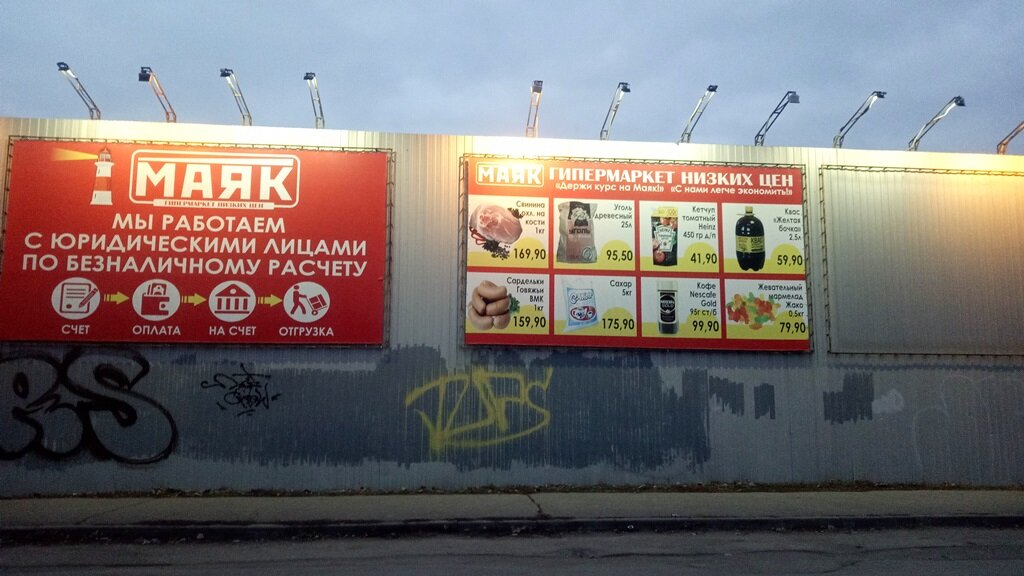 МАЯК
ГИПЕРМАРКЕТ НИЗКИХ ЦЕН
МЫ РАБОТАЕМ
С ЮРИДИЧЕСКИМИ ЛИЦАМИ
ПО БЕЗНАЛИЧНОМУ РАСЧЕТУ
СЧЕТ
ОПЛАТА
НА СЧЕТ
ОТГРУЗКА
МАЯК ГИПЕРМАРКЕТ НИЗКИХ ЦЕН
«Держи курс на Маяк!» «С нами легче экономить!»
Свинина
охл. на
кости
1кг
169,90
Уголь
древесный
25л
95,50
Кетчуп
томатный
Heinz
450 гр д/п
41,90
Квас
«Желтая
бочка»
2,5л
59,90
Сардельки
Говяжьи
ВМК
1кг
159,90
Сахар
5кг
175,90
Кофе
Nescafe
Gold
95г ст/б
99,90
Жевательный
мармелад
Жако
0,5кг
79,90